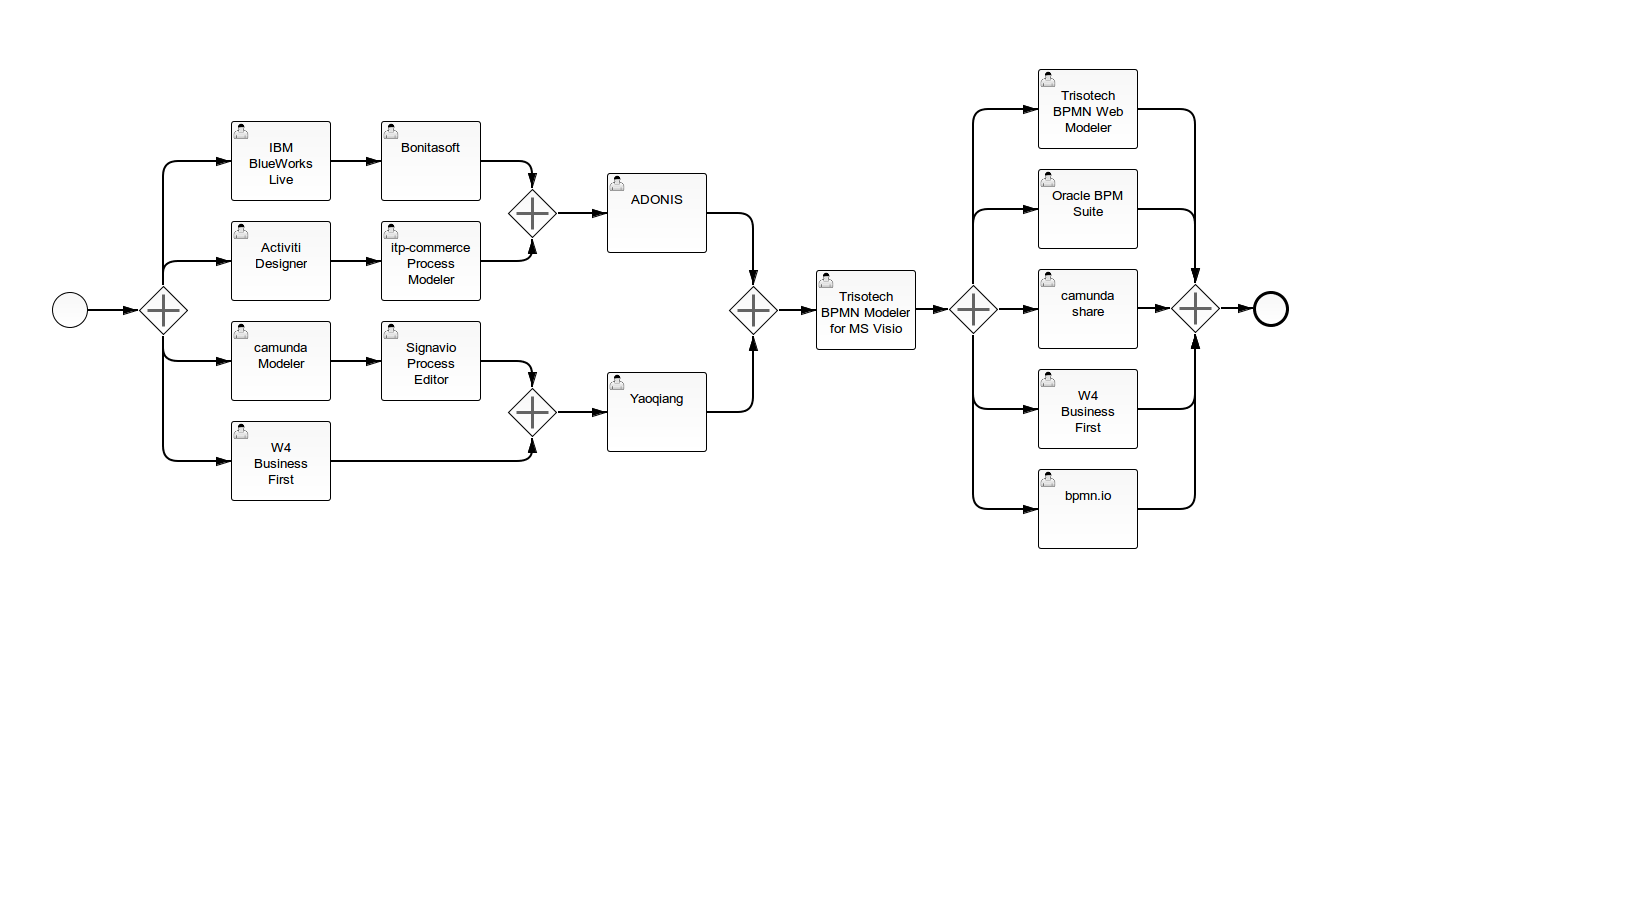 IBM
BlueWorks
Live
Bonitasoft
Activiti
Designer
itp-commerce
Process
Modeler
camunda
Modeler
Signavio
Process
Editor
W4
Business
First
ADONIS
Yaoqiang
Trisotech
BPMN Modeler
for MS Visio
Trisotech
BPMN Web
Modeler
Oracle BPM
Suite
camunda
share
W4
Business
First
bpmn.io